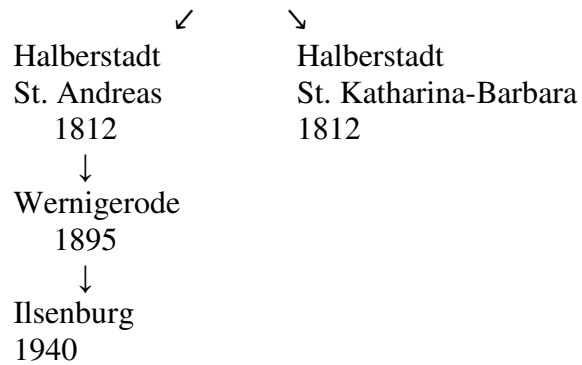 ↙ ↘
Halberstadt Halberstadt
St. Andreas St. Katharina-Barbara
1812 1812
↓
Wernigerode
1895
↓
Ilsenburg
1940